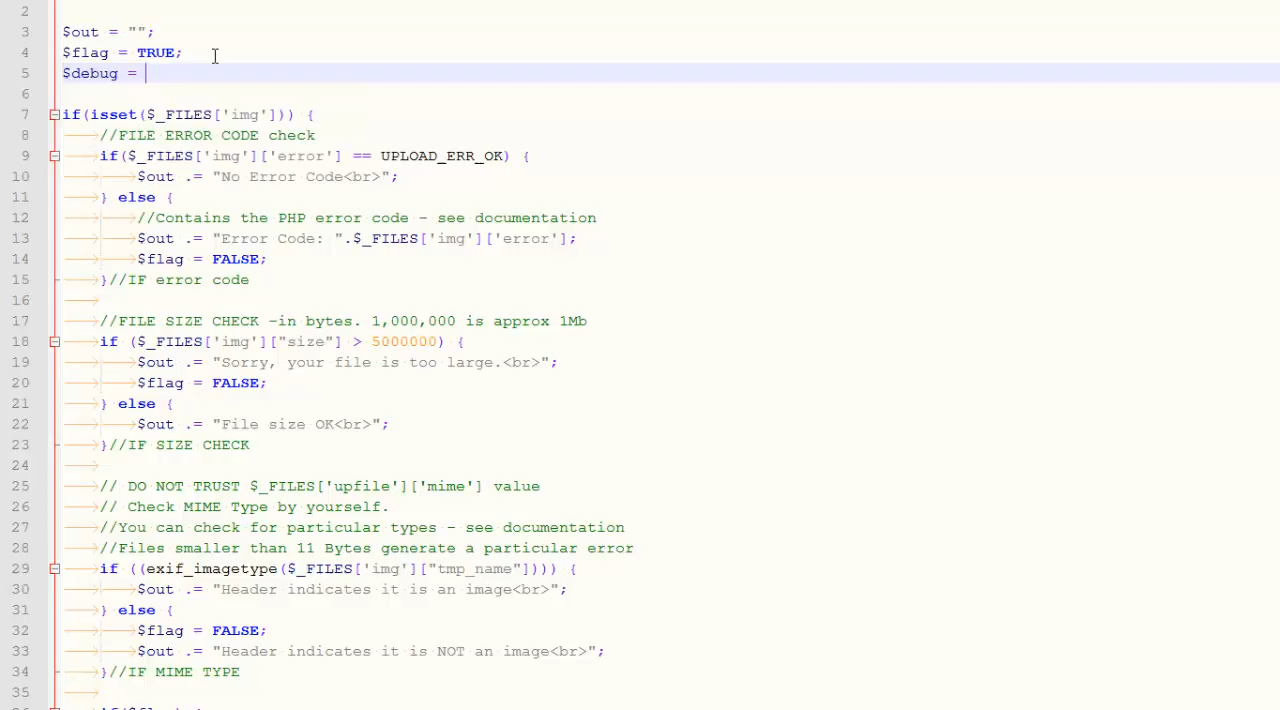 2
3 $out = "";
4 $flag = TRUE;
5 $debug =
6
7 if(isset($_FILES['img'])) {
8 //FILE ERROR CODE check
9 if($_FILES['img']['error'] == UPLOAD_ERR_OK) {
10 $out .= "No Error Code<br>";
11 } else {
12 //Contains the PHP error code - see documentation
13 $out .= "Error Code: ".$_FILES['img']['error'];
14 $flag = FALSE;
15 }//IF error code
16
17 //FILE SIZE CHECK -in bytes. 1,000,000 is approx 1Mb
18 if ($_FILES['img']["size"] > 5000000) {
19 $out .= "Sorry, your file is too large.<br>";
20 $flag = FALSE;
21 } else {
22 $out .= "File size OK<br>";
23 }//IF SIZE CHECK
24
25 // DO NOT TRUST $_FILES['upfile']['mime'] value
26 // Check MIME Type by yourself.
27 //You can check for particular types - see documentation
28 //Files smaller than 11 Bytes generate a particular error
29 if ((exif_imagetype($_FILES['img']["tmp_name"]))) {
30 $out .= "Header indicates it is an image<br>";
31 } else {
32 $flag = FALSE;
33 $out .= "Header indicates it is NOT an image<br>";
34 }//IF MIME TYPE
35